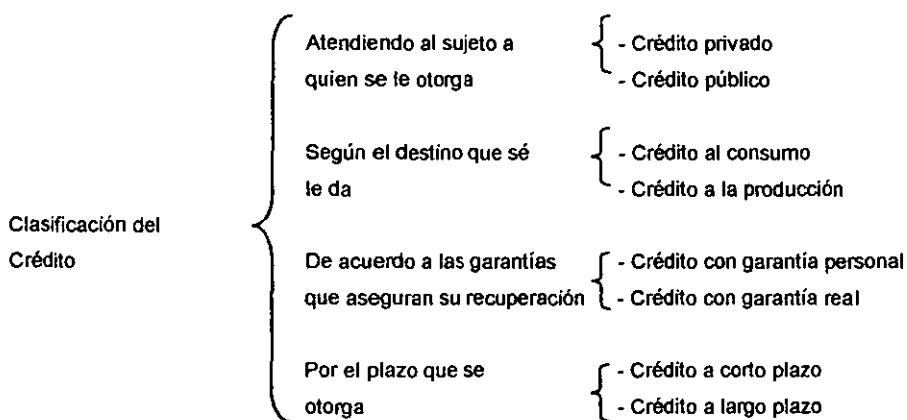 Clasificación del
Crédito
Atendiendo al sujeto a
quien se le otorga
- Crédito privado
- Crédito público
Según el destino que sé
le da
- Crédito al consumo
- Crédito a la producción
De acuerdo a las garantías
que aseguran su recuperación
- Crédito con garantía personal
- Crédito con garantía real
Por el plazo que se
otorga
- Crédito a corto plazo
- Crédito a largo plazo